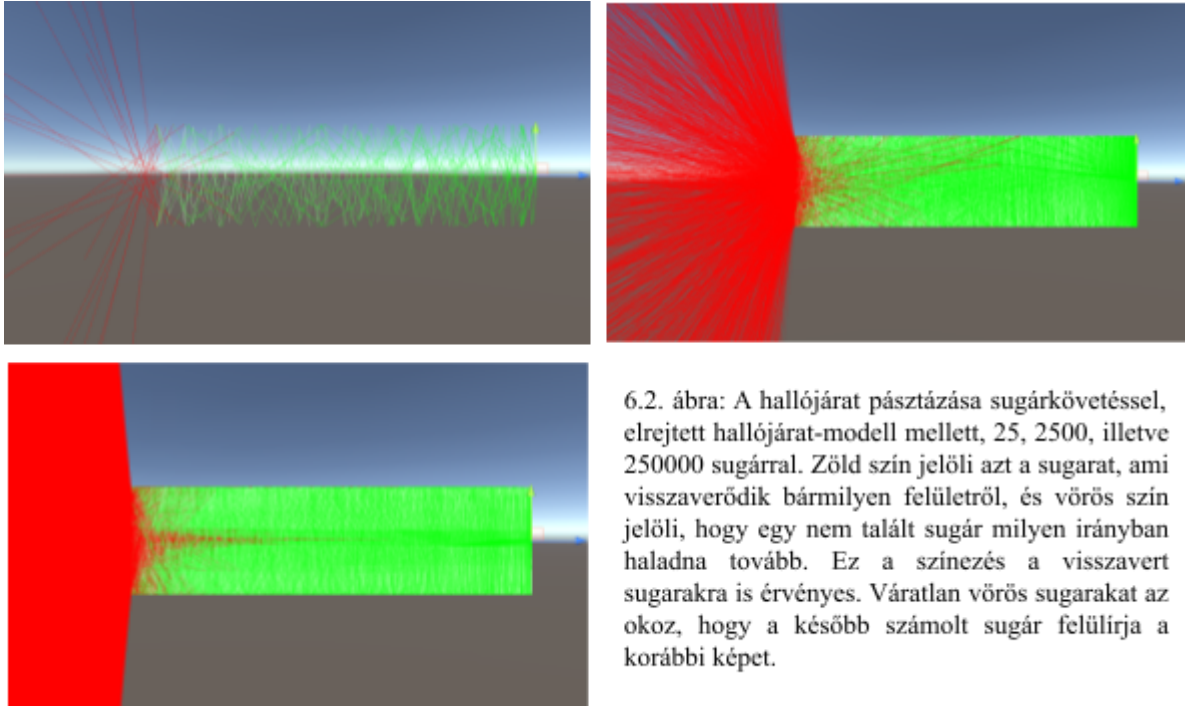 6.2. ábra: A hallójárat pásztázása sugárkövetéssel,
elrejtett hallójárat-modell mellett, 25, 2500, illetve
250000 sugárral. Zöld szín jelöli azt a sugarat, ami
visszaverődik bármilyen felületről, és vörös szín
jelöli, hogy egy nem talált sugár milyen irányban
haladna tovább. Ez a színezés a visszavert
sugarakra is érvényes. Váratlan vörös sugarakat az
okoz, hogy a később számolt sugár felülírja a
korábbi képet.